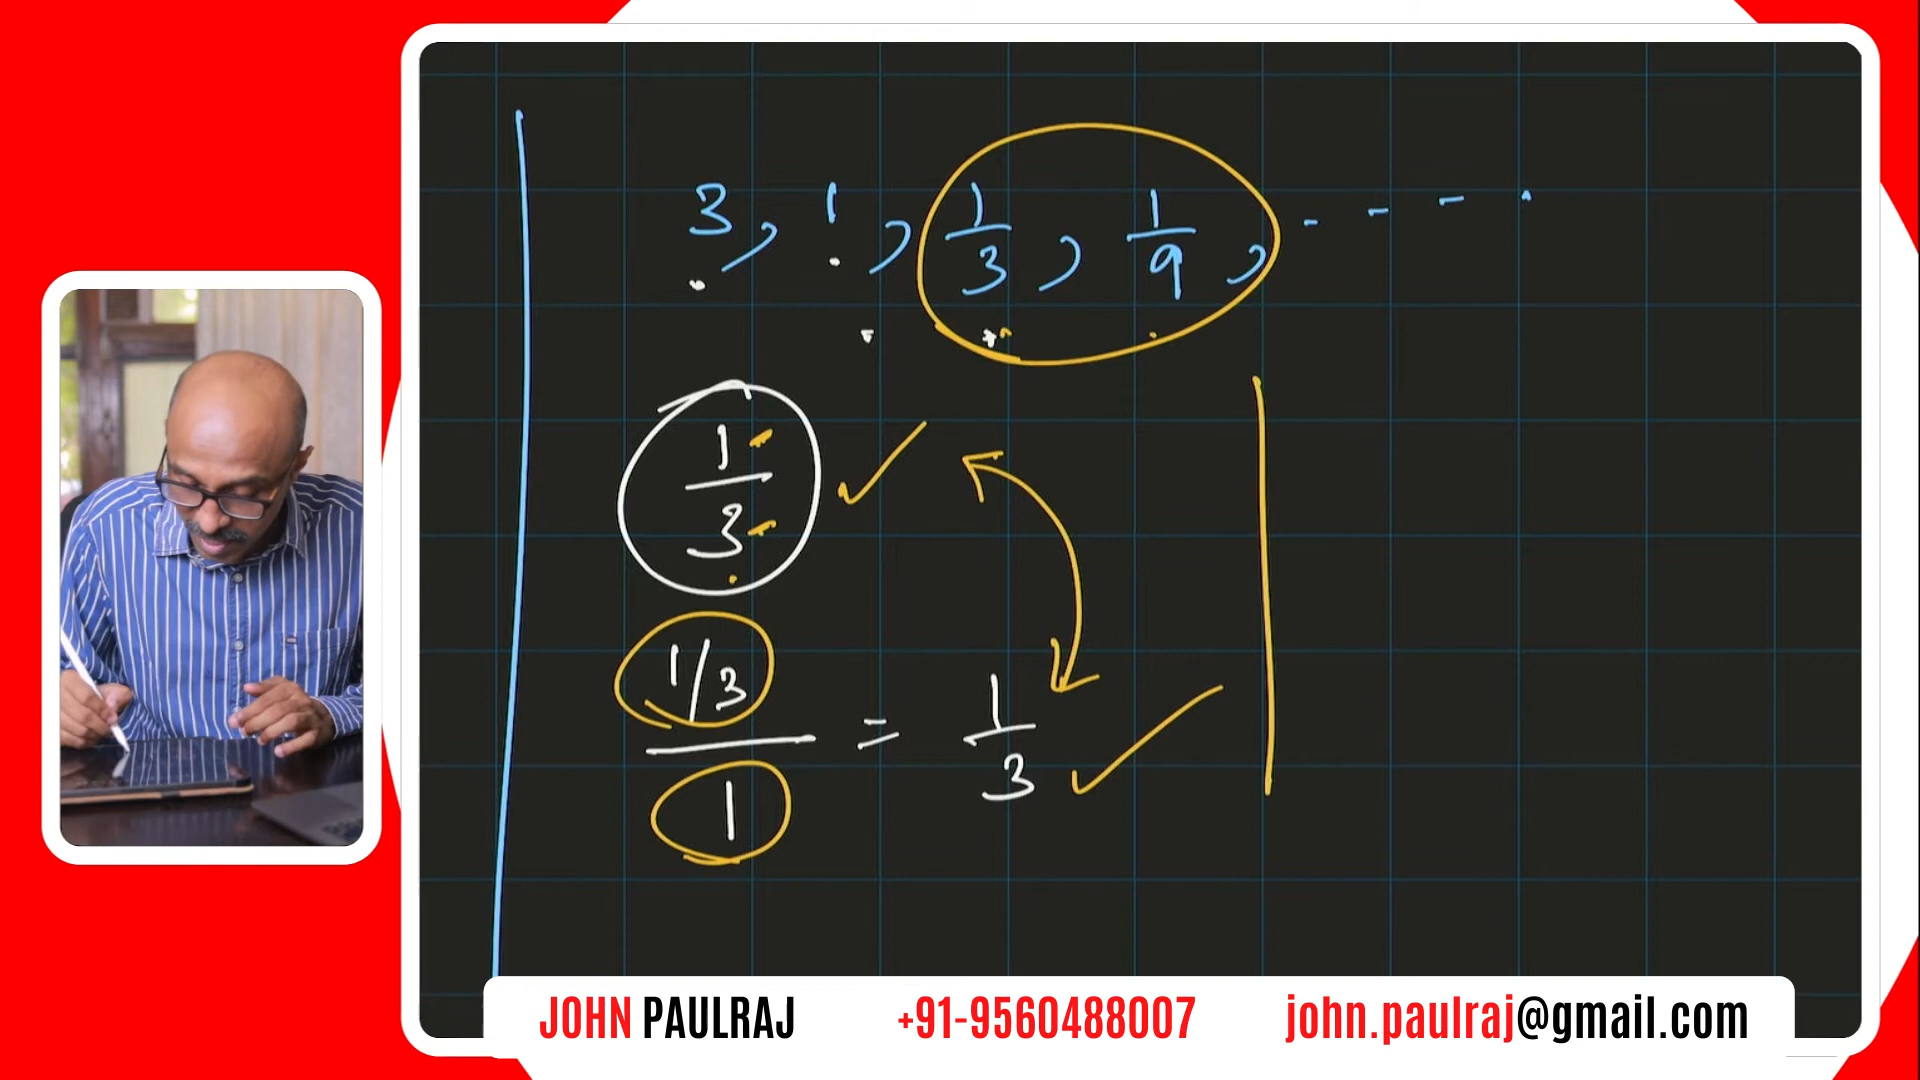 3, 1, 1/3, 1/9, - - - .
1/3
1/3 / 1 = 1/3
JOHN PAULRAJ +91-9560488007 john.paulraj@gmail.com